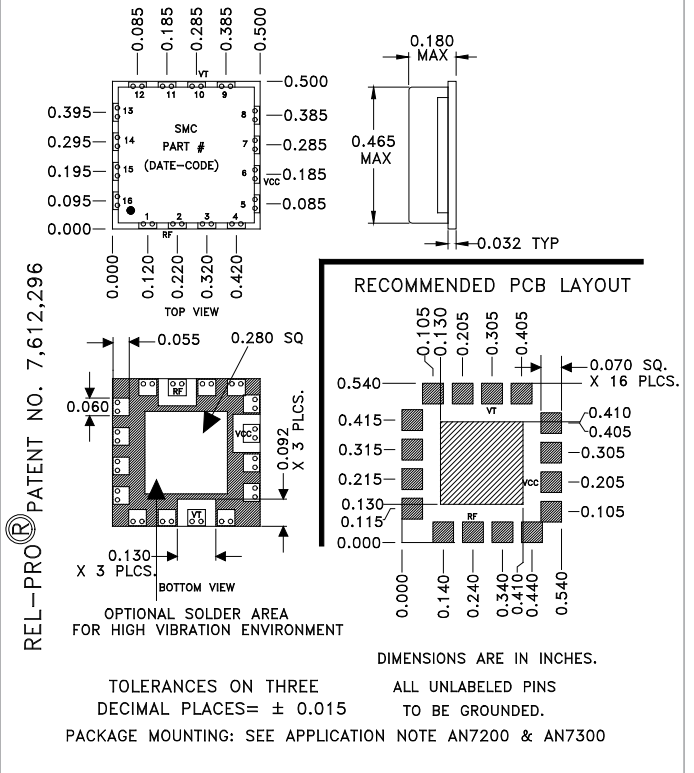 0.085
0.185
0.285
0.385
0.500
VT
12
11
10
9
0.500
0.395
13
8
0.385
0.295
14
SMC
PART #
(DATE-CODE)
7
0.285
0.195
15
6
0.185
VCC
0.095
16
5
0.085
0.000
1
2
3
4
RF
0.000
0.120
0.220
0.320
0.420
TOP VIEW
0.180
MAX
0.465
MAX
0.032 TYP
REL-PRO® PATENT NO. 7,612,296
0.055
0.280 SQ
RF
0.060
VCC
0.092
X 3 PLCS.
VT
0.130
X 3 PLCS.
BOTTOM VIEW
OPTIONAL SOLDER AREA
FOR HIGH VIBRATION ENVIRONMENT
RECOMMENDED PCB LAYOUT
0.105
0.130
0.205
0.305
0.405
0.070 SQ.
X 16 PLCS.
0.540
VT
0.415
0.410
0.405
0.315
0.305
0.215
VCC
0.205
0.130
0.115
0.105
RF
0.000
0.000
0.140
0.240
0.340
0.410
0.440
0.540
DIMENSIONS ARE IN INCHES.
TOLERANCES ON THREE
DECIMAL PLACES= ± 0.015
ALL UNLABELED PINS
TO BE GROUNDED.
PACKAGE MOUNTING: SEE APPLICATION NOTE AN7200 & AN7300